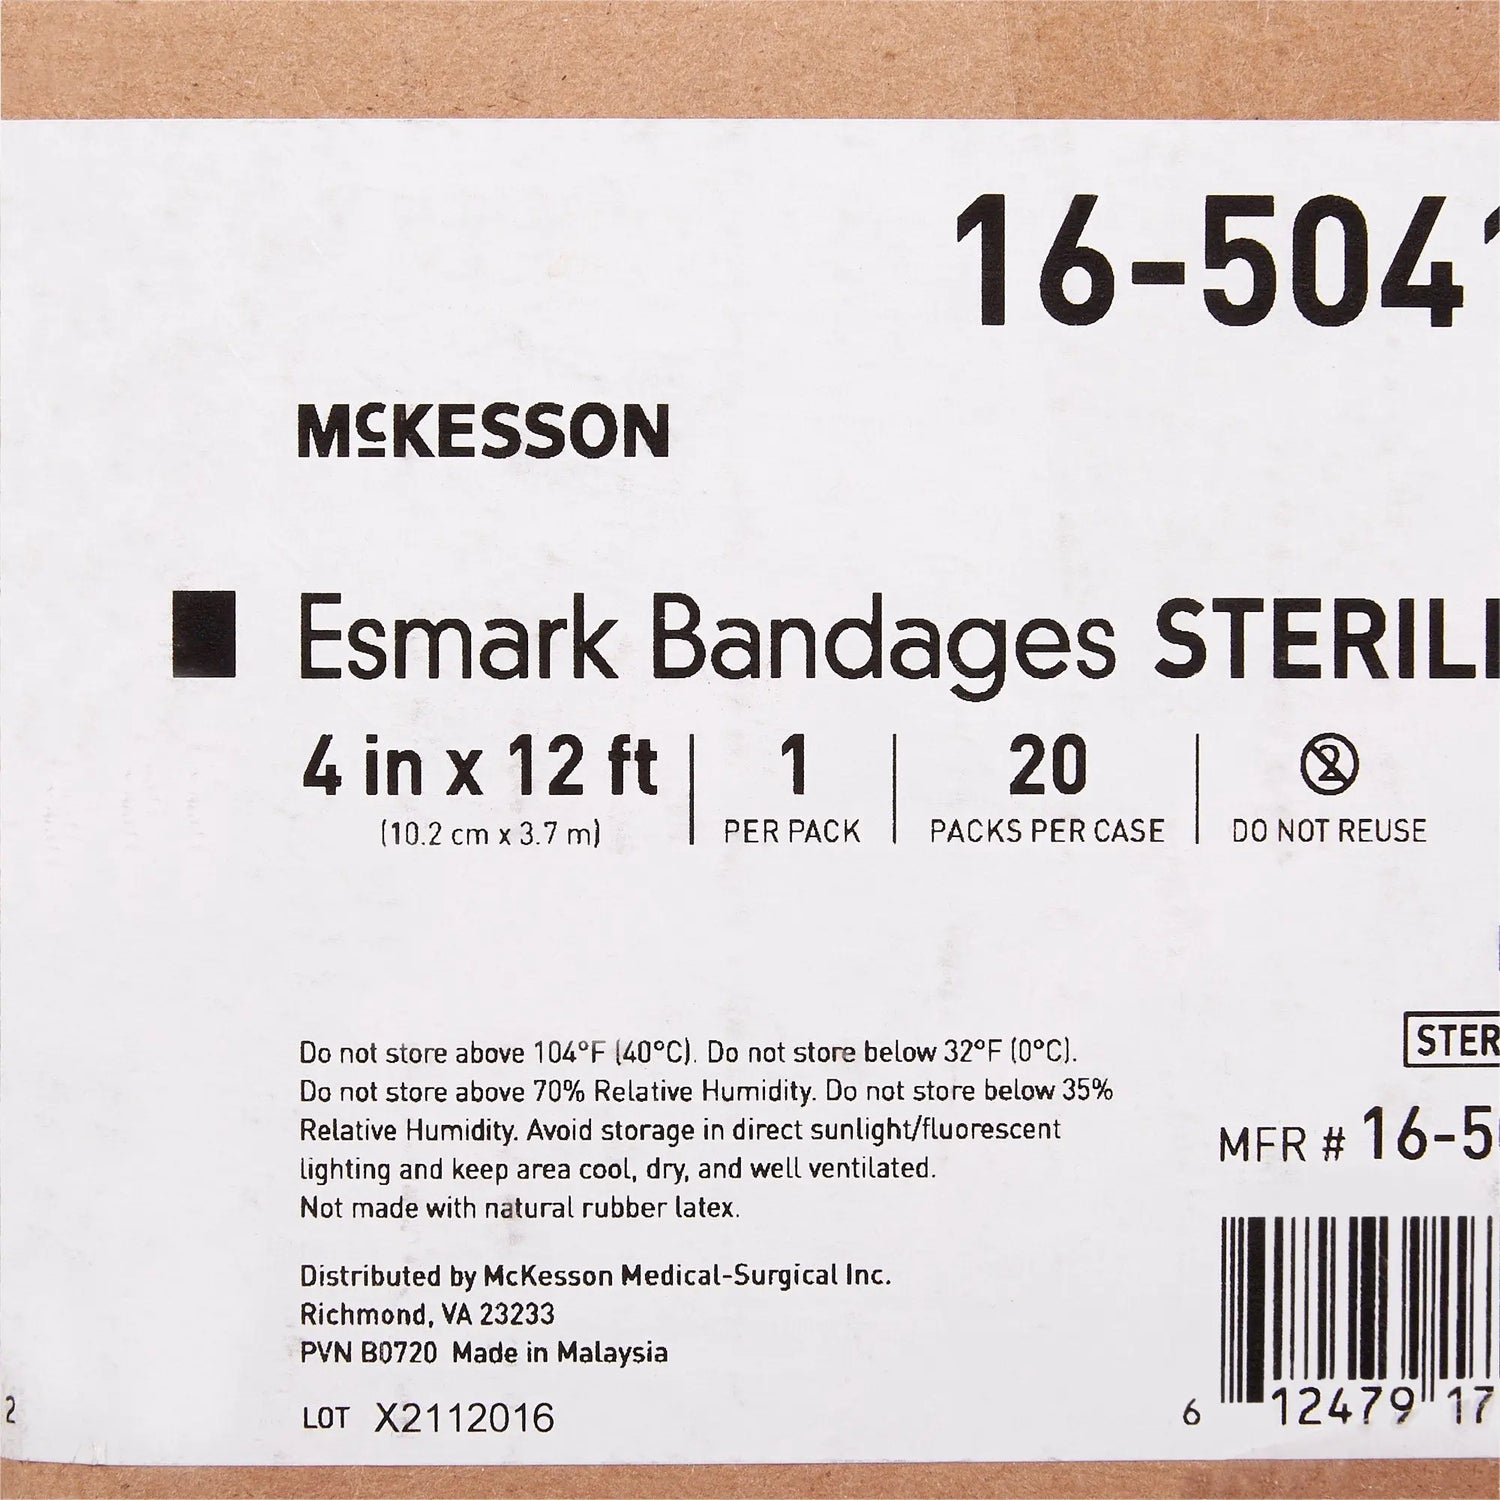 16-5041
McKESSON
Esmark Bandages STERIL
4 in x 12 ft
(10.2 cm x 3.7 m)
1
PER PACK
20
PACKS PER CASE
2
DO NOT REUSE
Do not store above 104°F (40°C). Do not store below 32°F (0°C).
Do not store above 70% Relative Humidity. Do not store below 35%
Relative Humidity. Avoid storage in direct sunlight/fluorescent
lighting and keep area cool, dry, and well ventilated.
Not made with natural rubber latex.
STER
MFR # 16-5
Distributed by McKesson Medical-Surgical Inc.
Richmond, VA 23233
PVN B0720 Made in Malaysia
2
LOT X2112016
6 12479 17